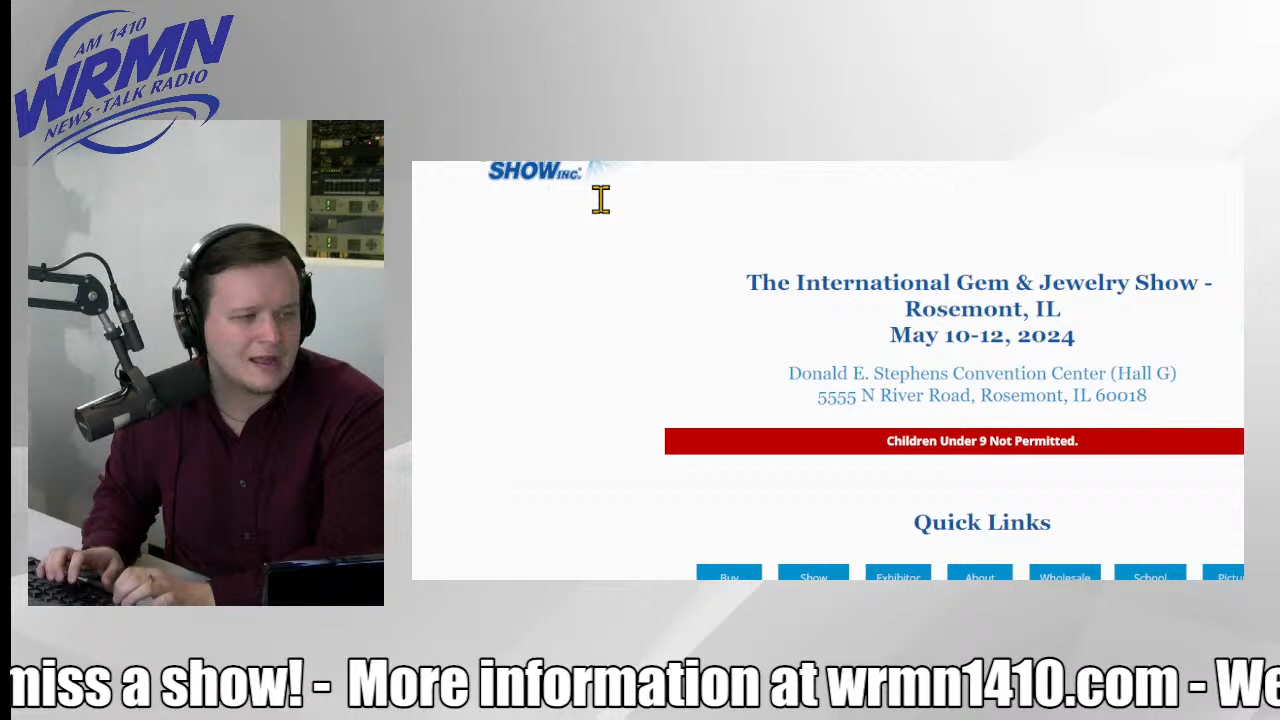 AM 1410
WRMN
NEWS·TALK RADIO
SHOW INC.
The International Gem & Jewelry Show -
Rosemont, IL
May 10-12, 2024
Donald E. Stephens Convention Center (Hall G)
5555 N River Road, Rosemont, IL 60018
Children Under 9 Not Permitted.
Quick Links
Buy Show Exhibitor About Wholesale School Pictu
miss a show! - More information at wrmn1410.com - We